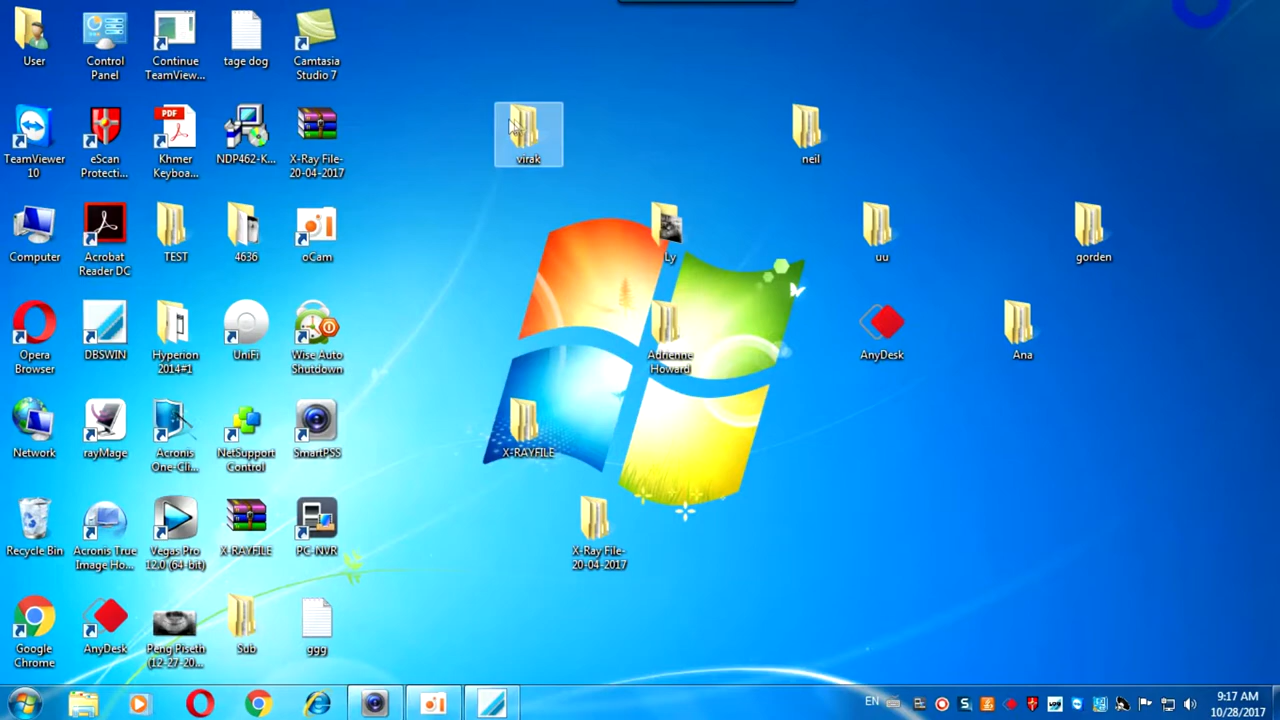 User
Control
Panel
Continue
TeamView...
tage dog
Camtasia
Studio 7
TeamViewer
10
eScan
Protecti...
PDF
Khmer
Keyboa...
NDP462-K...
X-Ray File-
20-04-2017
virak
neil
Computer
Acrobat
Reader DC
TEST
4636
oCam
Ly
uu
gorden
Opera
Browser
DBSWIN
Hyperion
2014#1
UniFi
Wise Auto
Shutdown
Adrienne
Howard
AnyDesk
Ana
Network
rayMage
Acronis
One-Cli...
NetSupport
Control
SmartPSS
X-RAYFILE
Recycle Bin
Acronis True
Image Ho...
Vegas Pro
12.0 (64-bit)
X-RAYFILE
PC-NVR
X-Ray File-
20-04-2017
Google
Chrome
AnyDesk
Peng Piseth
(12-27-20...
Sub
ggg
EN
9:17 AM
10/28/2017